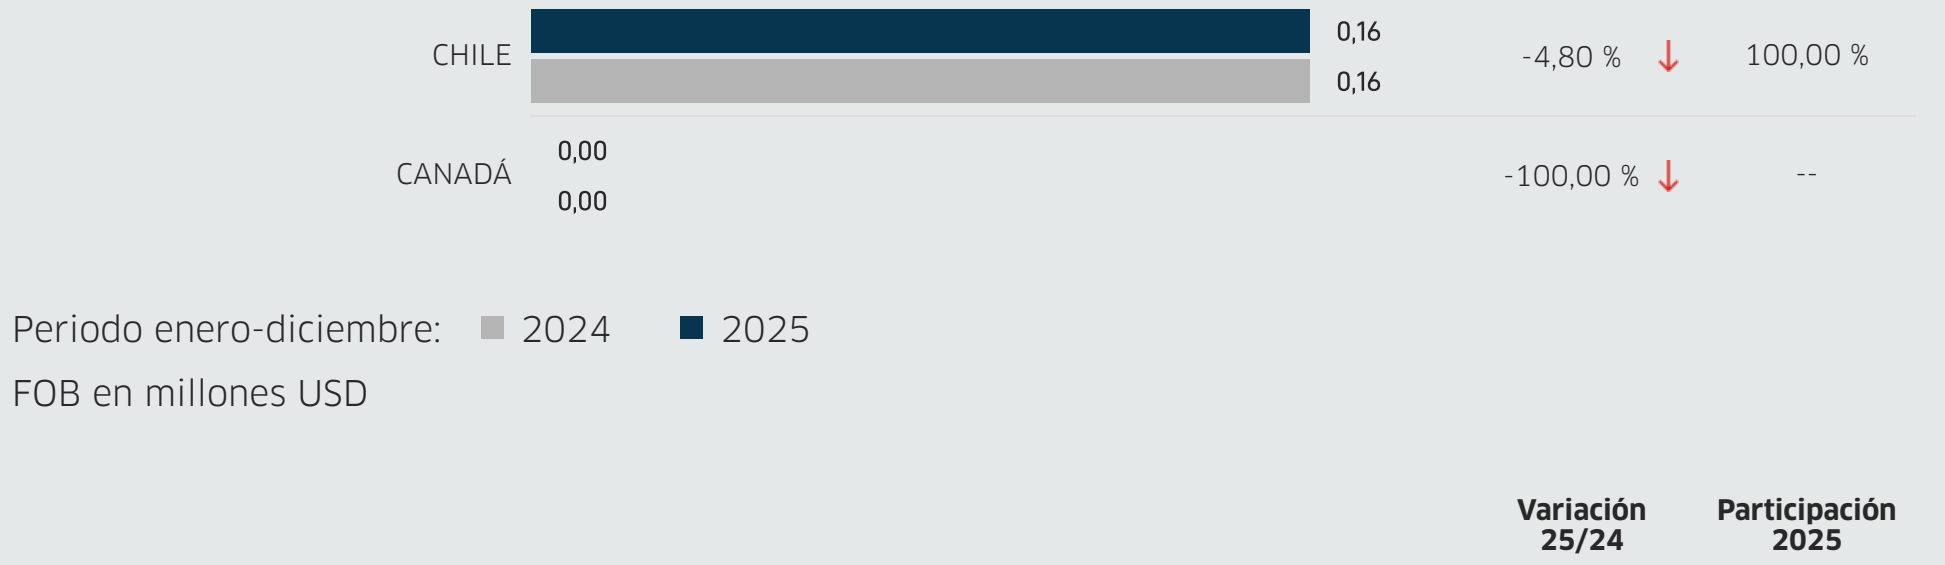 0,16
CHILE
-4,80 %
100,00 %
0,16
0,00
CANADÁ
-100,00 %
--
0,00
Periodo enero-diciembre:
2024
2025
FOB en millones USD
Variación
25/24
Participación
2025